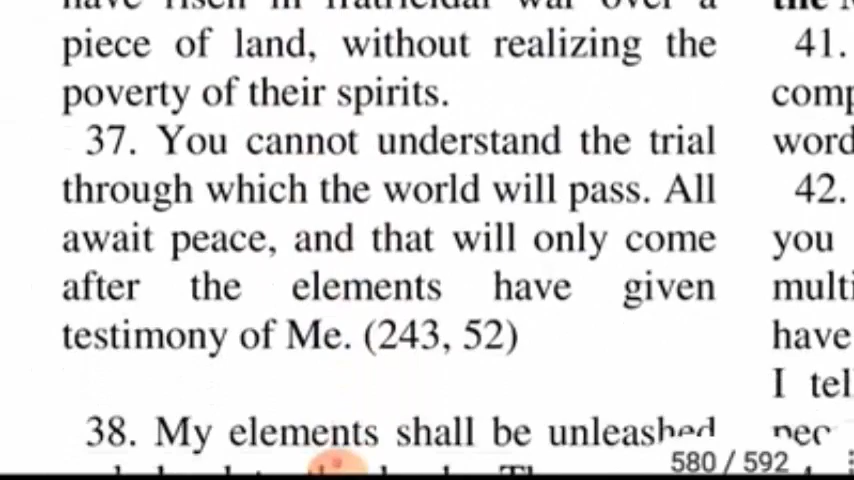 piece of land, without realizing the
poverty of their spirits.
37. You cannot understand the trial
through which the world will pass. All
await peace, and that will only come
after the elements have given
testimony of Me. (243, 52)
38. My elements shall be unleashed
41.
42.
you
have
I tel
580 / 592